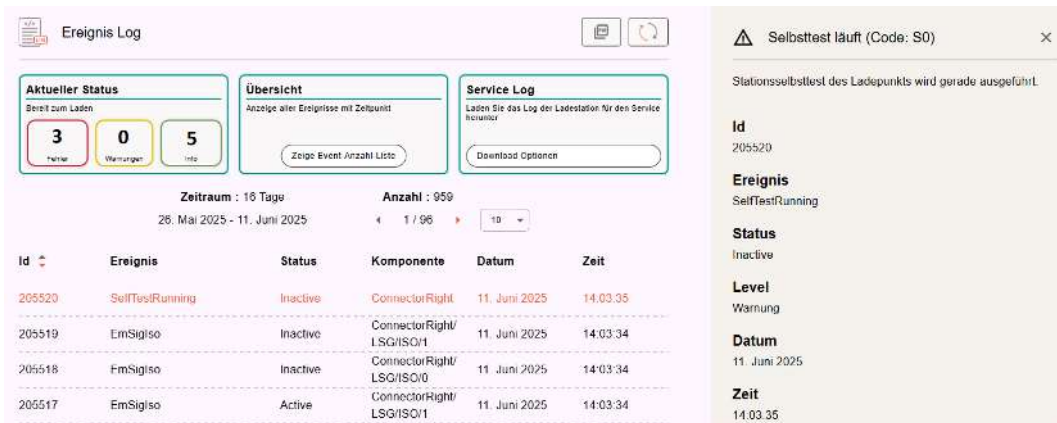 Ereignis Log
Aktueller Status
Bereit zum Laden
3
Fehler
0
Warnungen
5
Info
Übersicht
Anzeige aller Ereignisse mit Zeitpunkt
Zeige Event Anzahl Liste
Service Log
Laden Sie das Log der Ladestation für den Service
herunter
Download Optionen
Zeitraum : 16 Tage
26. Mai 2025 - 11. Juni 2025
Anzahl : 959
1 / 96
10
Id Ereignis Status Komponente Datum Zeit
205520 SelfTestRunning Inactive ConnectorRight 11. Juni 2025 14:03:35
205519 EmSigIso Inactive ConnectorRight/
LSG/ISO/1 11. Juni 2025 14:03:34
205518 EmSigIso Inactive ConnectorRight/
LSG/ISO/0 11. Juni 2025 14:03:34
205517 EmSigIso Active ConnectorRight/
LSG/ISO/1 11. Juni 2025 14:03:34
Selbsttest läuft (Code: S0)
Stationsselbsttest des Ladepunkts wird gerade ausgeführt.
Id
205520
Ereignis
SelfTestRunning
Status
Inactive
Level
Warnung
Datum
11. Juni 2025
Zeit
14:03:35